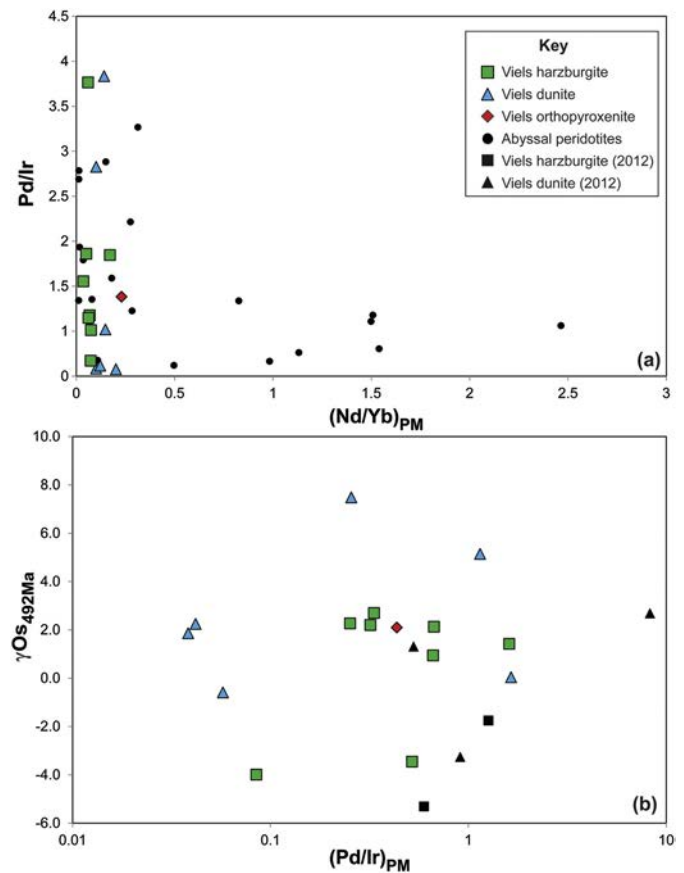 4.5
4
3.5
3
2.5
2
1.5
1
0
Pd/Ir
Key
Viels harzburgite
Viels dunite
Viels orthopyroxenite
Abyssal peridotites
Viels harzburgite (2012)
Viels dunite (2012)
(a)
0 0.5 1 1.5 2 2.5 3
(Nd/Yb)PM
10.0
8.0
6.0
4.0
2.0
0.0
-2.0
-4.0
-6.0
γOs492Ma
(b)
0.01 0.1 1 10
(Pd/Ir)PM